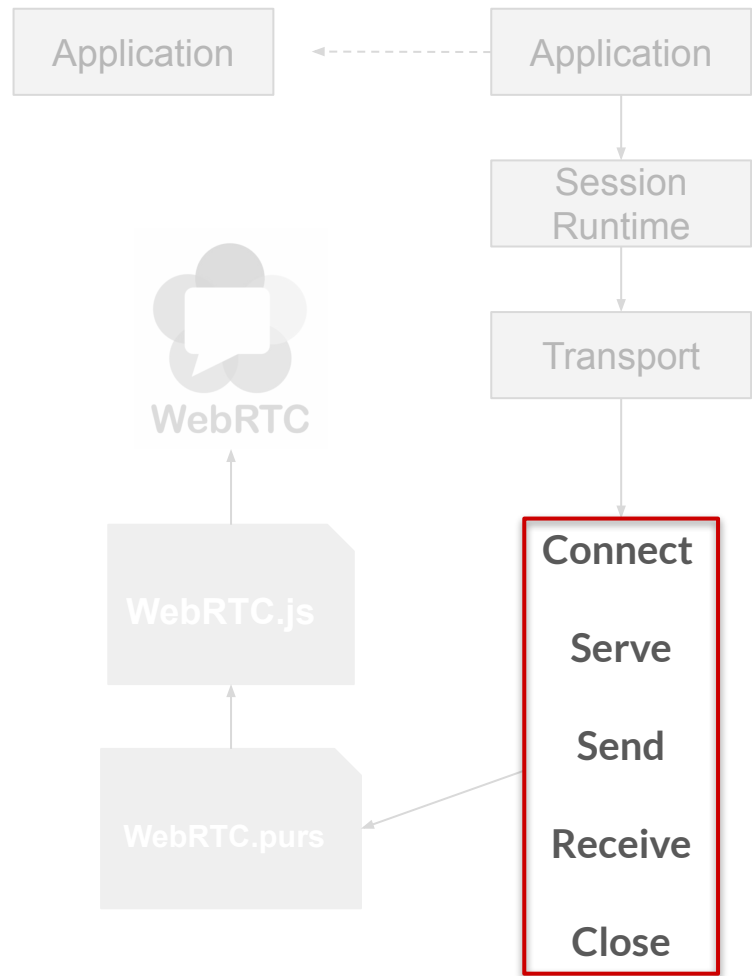 Application
Application
Session
Runtime
Transport
WebRTC
Connect
WebRTC.js
Serve
Send
WebRTC.purs
Receive
Close